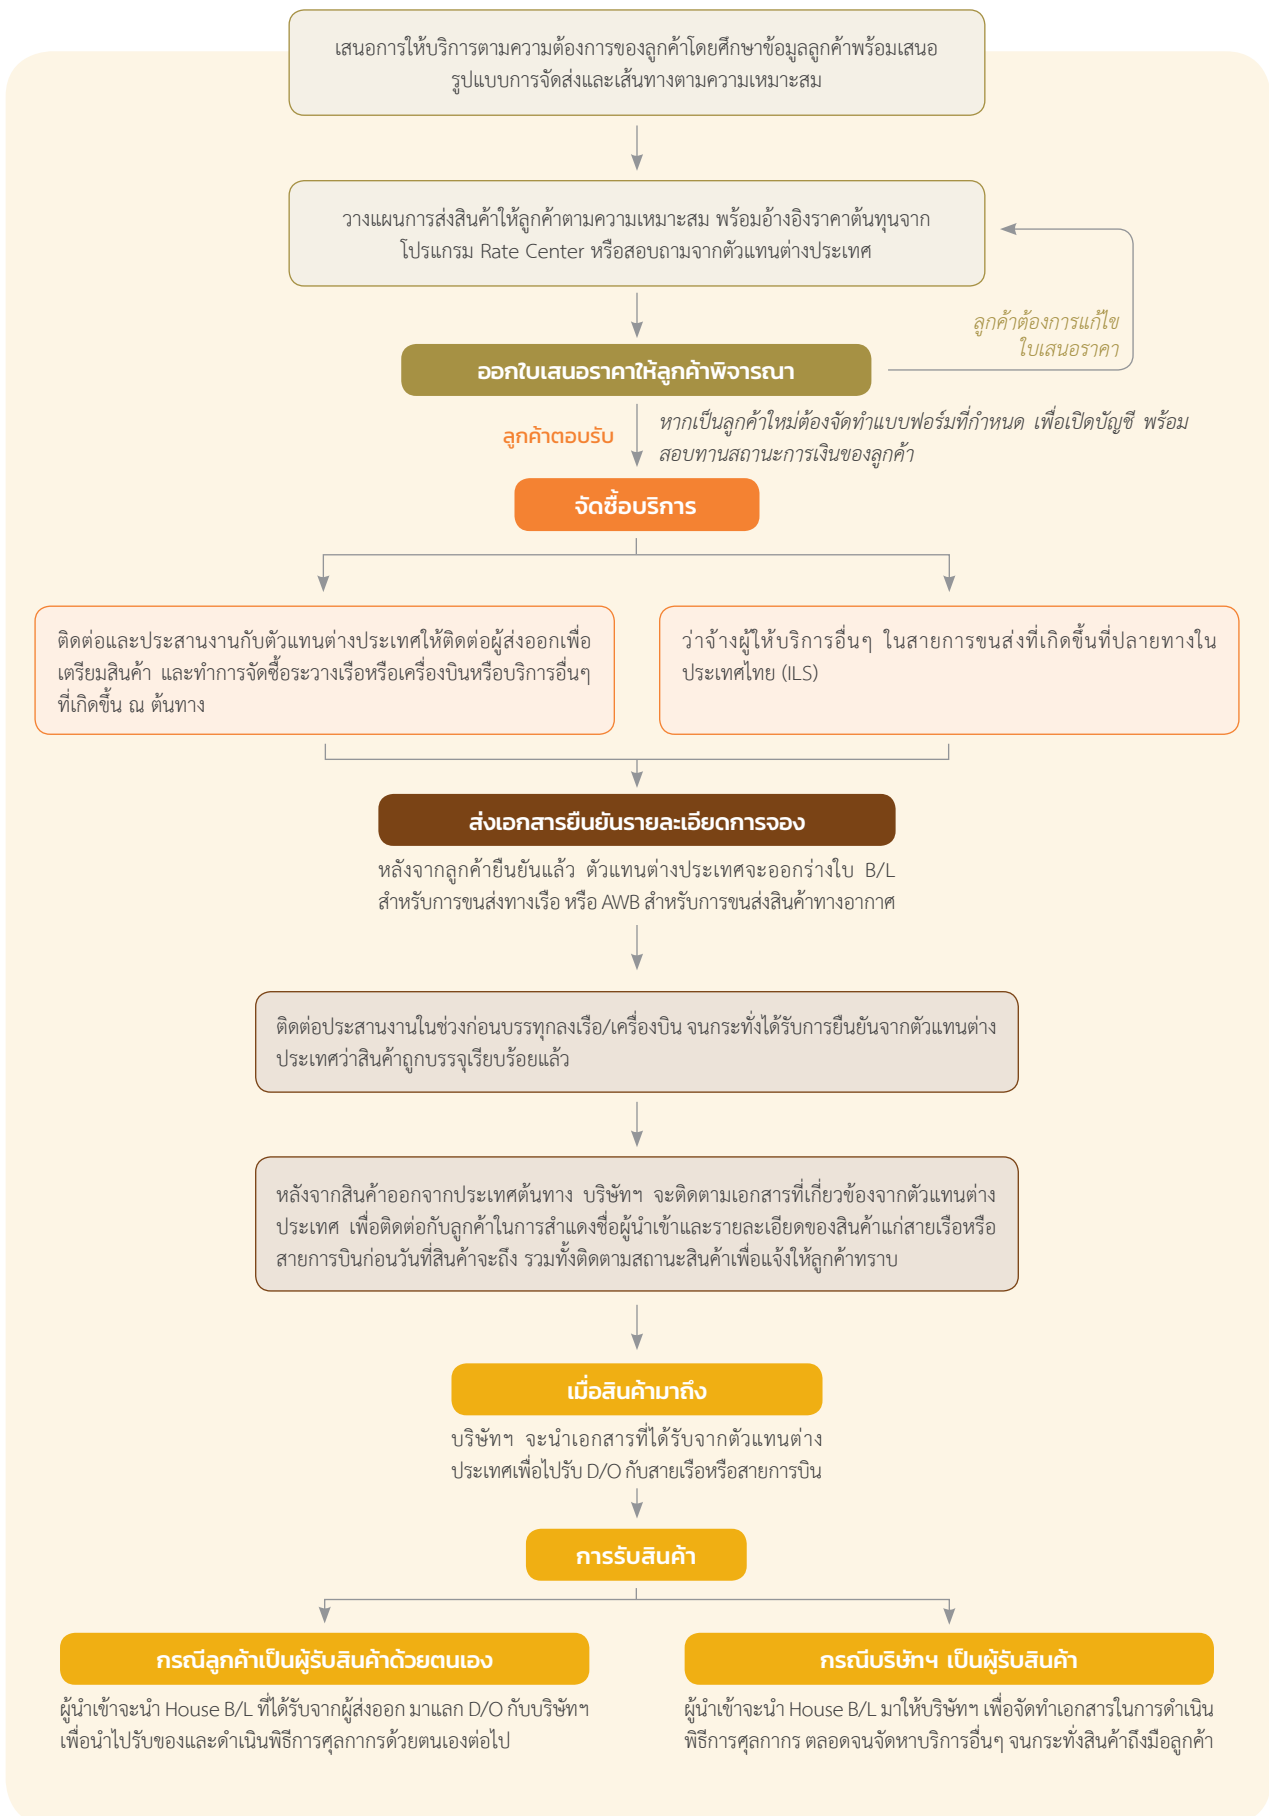 เสนอการให้บริการตามความต้องการของลูกค้าโดยศึกษาข้อมูลลูกค้าพร้อมเสนอ
รูปแบบการจัดส่งและเส้นทางตามความเหมาะสม
วางแผนการส่งสินค้าให้ลูกค้าตามความเหมาะสม พร้อมอ้างอิงราคาต้นทุนจาก
โปรแกรม Rate Center หรือสอบถามจากตัวแทนต่างประเทศ
ลูกค้าต้องการแก้ไข
ใบเสนอราคา
ออกใบเสนอราคาให้ลูกค้าพิจารณา
ลูกค้าตอบรับ
หากเป็นลูกค้าใหม่ต้องจัดทำแบบฟอร์มที่กำหนด เพื่อเปิดบัญชี พร้อม
สอบทานสถานะการเงินของลูกค้า
จัดซื้อบริการ
ติดต่อและประสานงานกับตัวแทนต่างประเทศให้ติดต่อผู้ส่งออกเพื่อ
เตรียมสินค้า และทำการจัดซื้อระวางเรือหรือเครื่องบินหรือบริการอื่นๆ
ที่เกิดขึ้น ณ ต้นทาง
ว่าจ้างผู้ให้บริการอื่นๆ ในสายการขนส่งที่เกิดขึ้นที่ปลายทางใน
ประเทศไทย (ILS)
ส่งเอกสารยืนยันรายละเอียดการจอง
หลังจากลูกค้ายืนยันแล้ว ตัวแทนต่างประเทศจะออกร่างใบ B/L
สำหรับการขนส่งทางเรือ หรือ AWB สำหรับการขนส่งสินค้าทางอากาศ
ติดต่อประสานงานในช่วงก่อนบรรทุกลงเรือ/เครื่องบิน จนกระทั่งได้รับการยืนยันจากตัวแทนต่าง
ประเทศว่าสินค้าถูกบรรจุเรียบร้อยแล้ว
หลังจากสินค้าออกจากประเทศต้นทาง บริษัทฯ จะติดตามเอกสารที่เกี่ยวข้องจากตัวแทนต่าง
ประเทศ เพื่อติดต่อกับลูกค้าในการสำแดงชื่อผู้นำเข้าและรายละเอียดของสินค้าแก่สายเรือหรือ
สายการบินก่อนวันที่สินค้าจะถึง รวมทั้งติดตามสถานะสินค้าเพื่อแจ้งให้ลูกค้าทราบ
เมื่อสินค้ามาถึง
บริษัทฯ จะนำเอกสารที่ได้รับจากตัวแทนต่าง
ประเทศเพื่อไปรับ D/O กับสายเรือหรือสายการบิน
การรับสินค้า
กรณีลูกค้าเป็นผู้รับสินค้าด้วยตนเอง
ผู้นำเข้าจะนำ House B/L ที่ได้รับจากผู้ส่งออก มาแลก D/O กับบริษัทฯ
เพื่อนำไปรับของและดำเนินพิธีการศุลกากรด้วยตนเองต่อไป
กรณีบริษัทฯ เป็นผู้รับสินค้า
ผู้นำเข้าจะนำ House B/L มาให้บริษัทฯ เพื่อจัดทำเอกสารในการดำเนิน
พิธีการศุลกากร ตลอดจนจัดหาบริการอื่นๆ จนกระทั่งสินค้าถึงมือลูกค้า